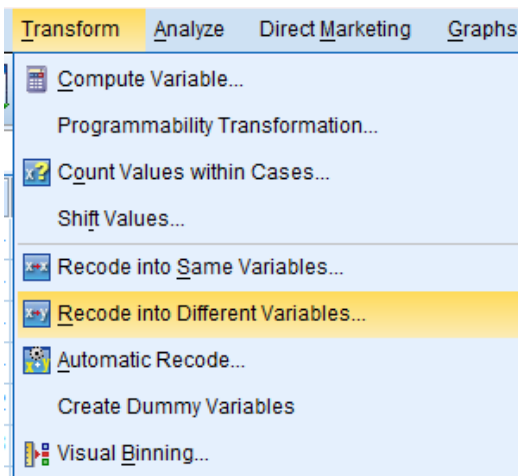 Transform Analyze Direct Marketing Graphs
Compute Variable...
Programmability Transformation...
Count Values within Cases...
Shift Values...
Recode into Same Variables...
Recode into Different Variables...
Automatic Recode...
Create Dummy Variables
Visual Binning...